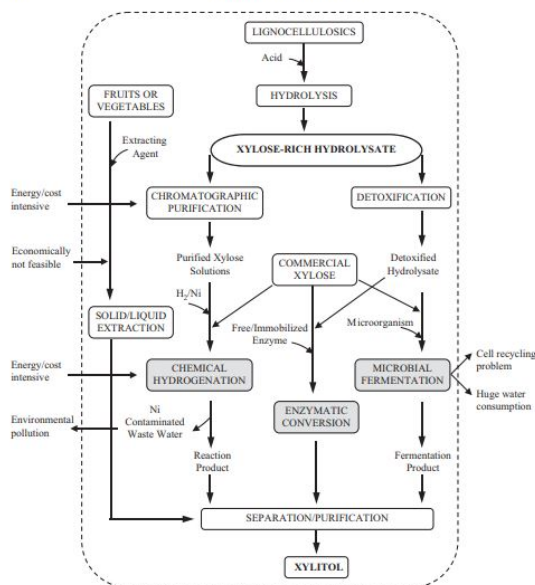 LIGNOCELLULOSICS
Acid
FRUITS OR
VEGETABLES
HYDROLYSIS
Extracting
Agent
XYLOSE-RICH HYDROLYSATE
Energy/cost
intensive
CHROMATOGRAPHIC
PURIFICATION
DETOXIFICATION
Economically
not feasible
Purified Xylose
Solutions
COMMERCIAL
XYLOSE
Detoxified
Hydrolysate
H2/Ni
SOLID/LIQUID
EXTRACTION
Free/Immobilized
Enzyme
Microorganism
Energy/cost
intensive
CHEMICAL
HYDROGENATION
MICROBIAL
FERMENTATION
Cell recycling
problem
Huge water
consumption
Environmental
pollution
Ni
Contaminated
Waste Water
ENZYMATIC
CONVERSION
Reaction
Product
Fermentation
Product
SEPARATION/PURIFICATION
XYLITOL